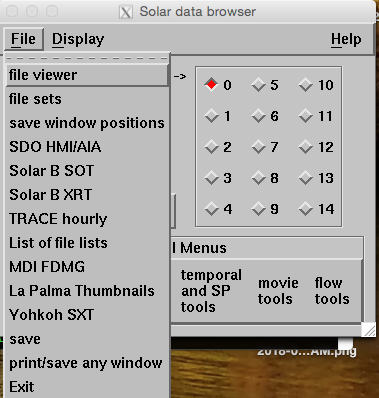 Solar data browser
File Display Help
file viewer
file sets
save window positions
SDO HMI/AIA
Solar B SOT
Solar B XRT
TRACE hourly
List of file lists
MDI FDMG
La Palma Thumbnails
Yohkoh SXT
save
print/save any window
Exit
->
0 5 10
1 6 11
2 7 12
3 8 13
4 9 14
Menus
temporal
and SP
tools
movie
tools
flow
tools
2018-0...AM.png